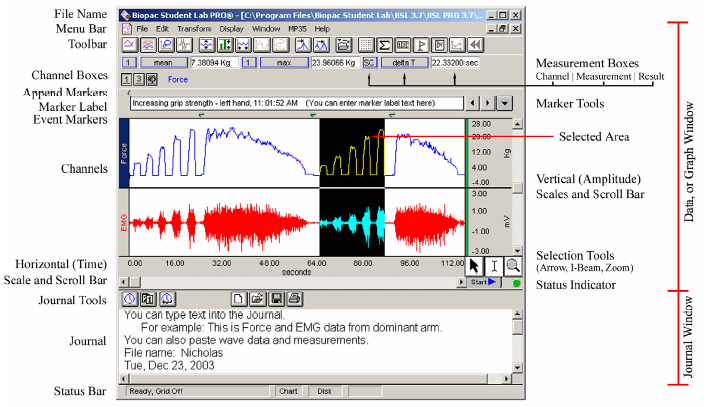 File Name
Biopac Student Lab PRO® - [C:\Program Files\Biopac Student Lab\BSL 3.7\BSL PRO 3.7\...
Menu Bar
File Edit Transform Display Window MP35 Help
Toolbar
1 mean 7.38094 Kg 1 max 23.96066 Kg SC delta T 22.33200 sec
Measurement Boxes
Channel | Measurement | Result
Channel Boxes
1 3 Force
Append Markers
Marker Label
Increasing grip strength - left hand, 11:01:52 AM (You can enter marker label text here)
Marker Tools
Event Markers
Selected Area
Channels
Force
28.00
20.00
12.00
4.00
-4.00
Kg
Vertical (Amplitude)
Scales and Scroll Bar
EMG
3.00
1.00
-1.00
-3.00
mV
Horizontal (Time)
Scale and Scroll Bar
0.00 16.00 32.00 48.00 64.00 80.00 96.00 112.00
seconds
Selection Tools
(Arrow, I-Beam, Zoom)
Start
Status Indicator
Data, or Graph Window
Journal Tools
Journal
You can type text into the Journal.
For example: This is Force and EMG data from dominant arm.
You can also paste wave data and measurements.
File name: Nicholas
Tue, Dec 23, 2003
Journal Window
Status Bar
Ready, Grid Off Chart Disk